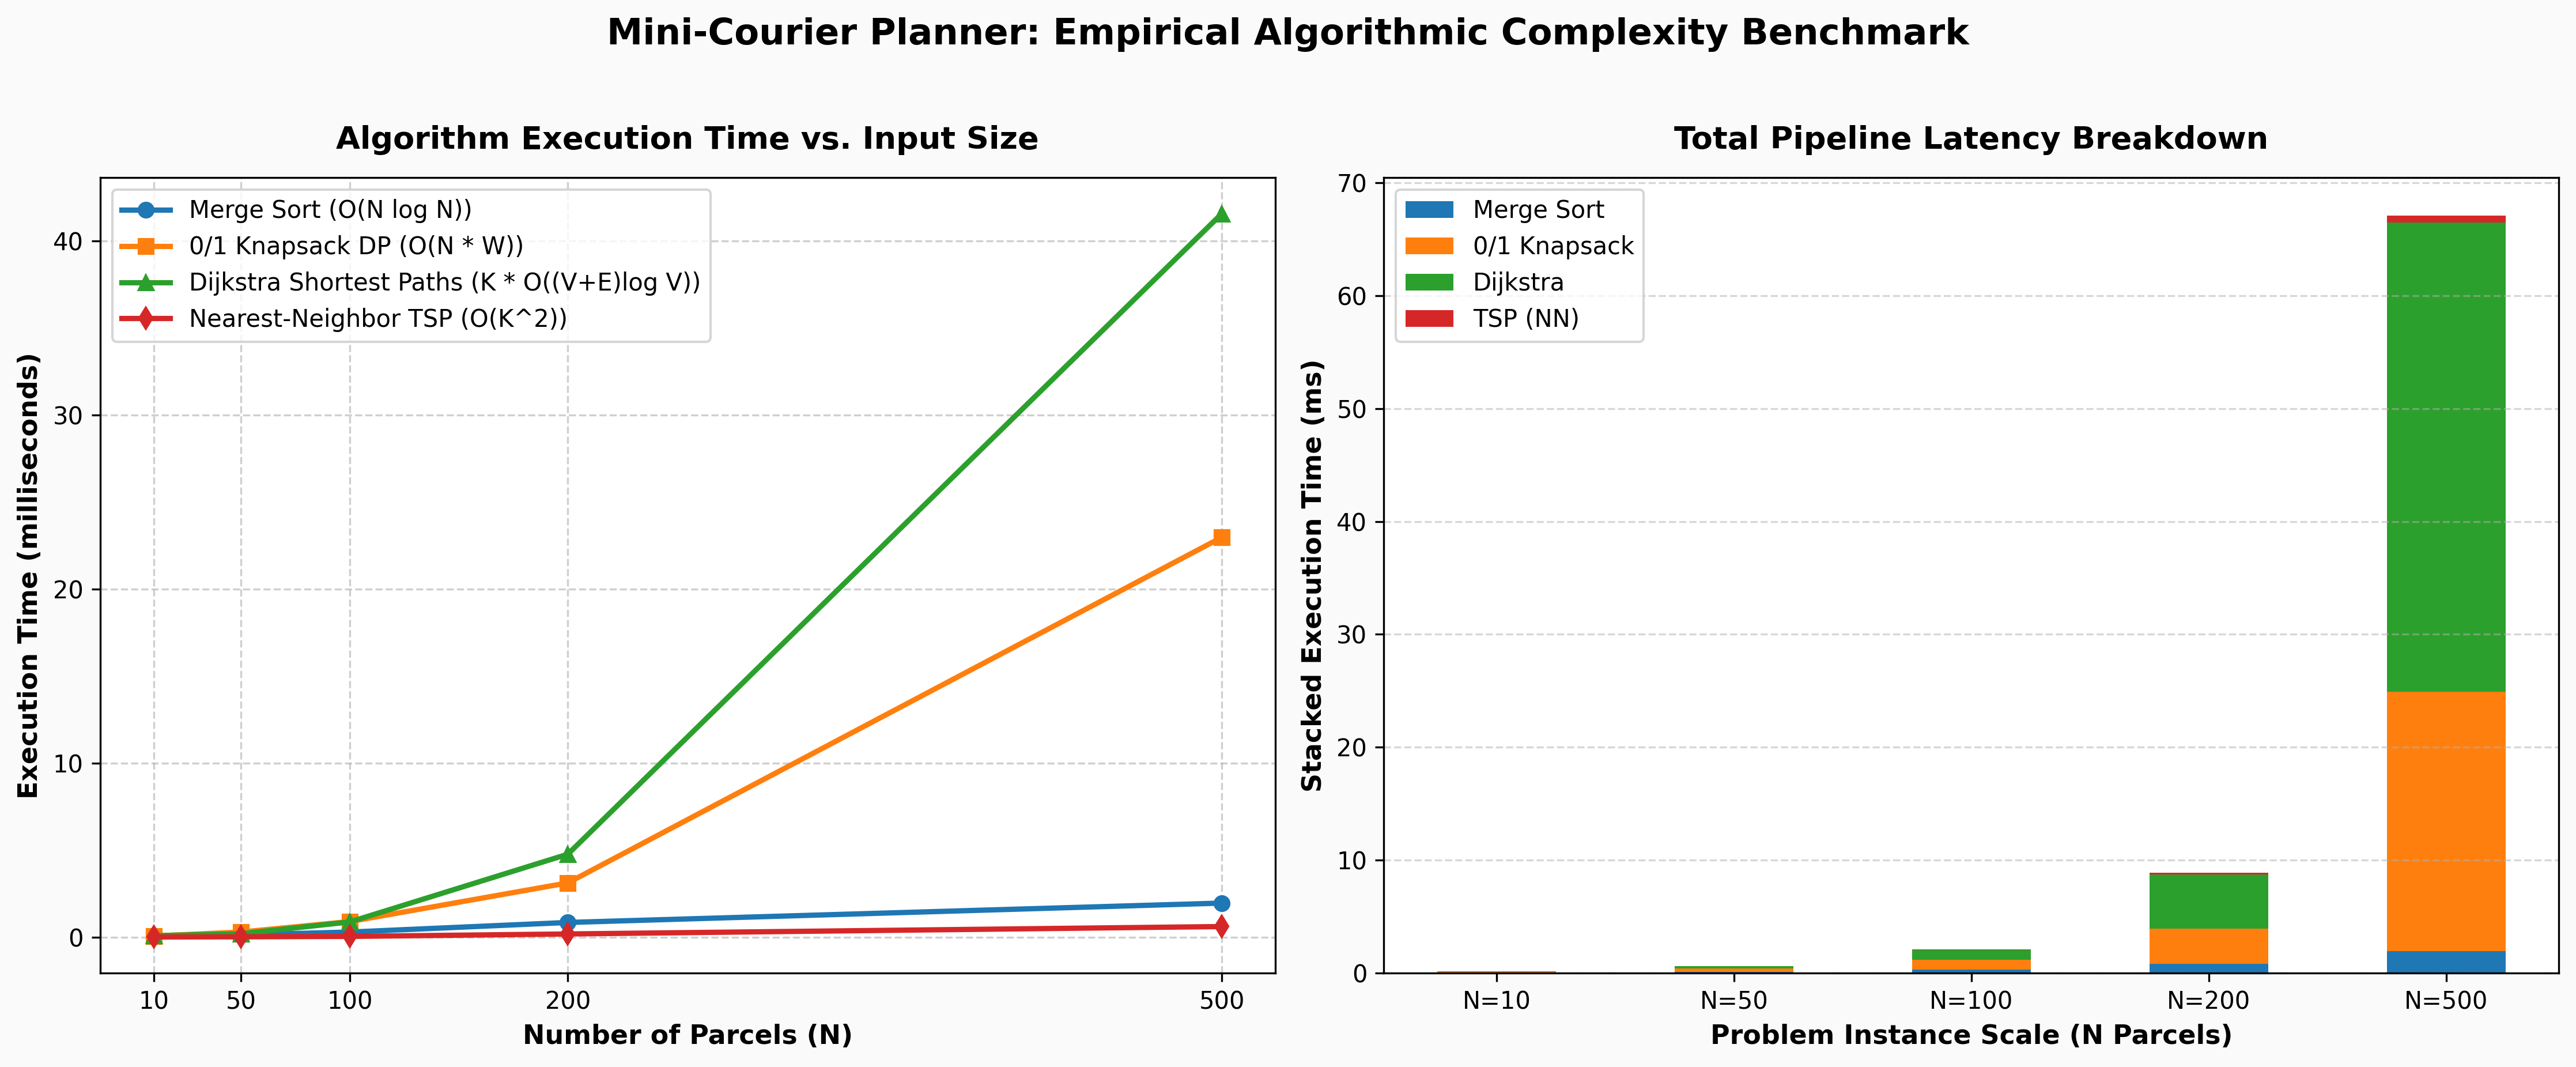 Mini-Courier Planner: Empirical Algorithmic Complexity Benchmark
Algorithm Execution Time vs. Input Size
Merge Sort (O(N log N))
0/1 Knapsack DP (O(N * W))
Dijkstra Shortest Paths (K * O((V+E)log V))
Nearest-Neighbor TSP (O(K^2))
Execution Time (milliseconds)
40
30
20
10
0
10 50 100 200 500
Number of Parcels (N)
Total Pipeline Latency Breakdown
Merge Sort
0/1 Knapsack
Dijkstra
TSP (NN)
Stacked Execution Time (ms)
70
60
50
40
30
20
10
0
N=10 N=50 N=100 N=200 N=500
Problem Instance Scale (N Parcels)